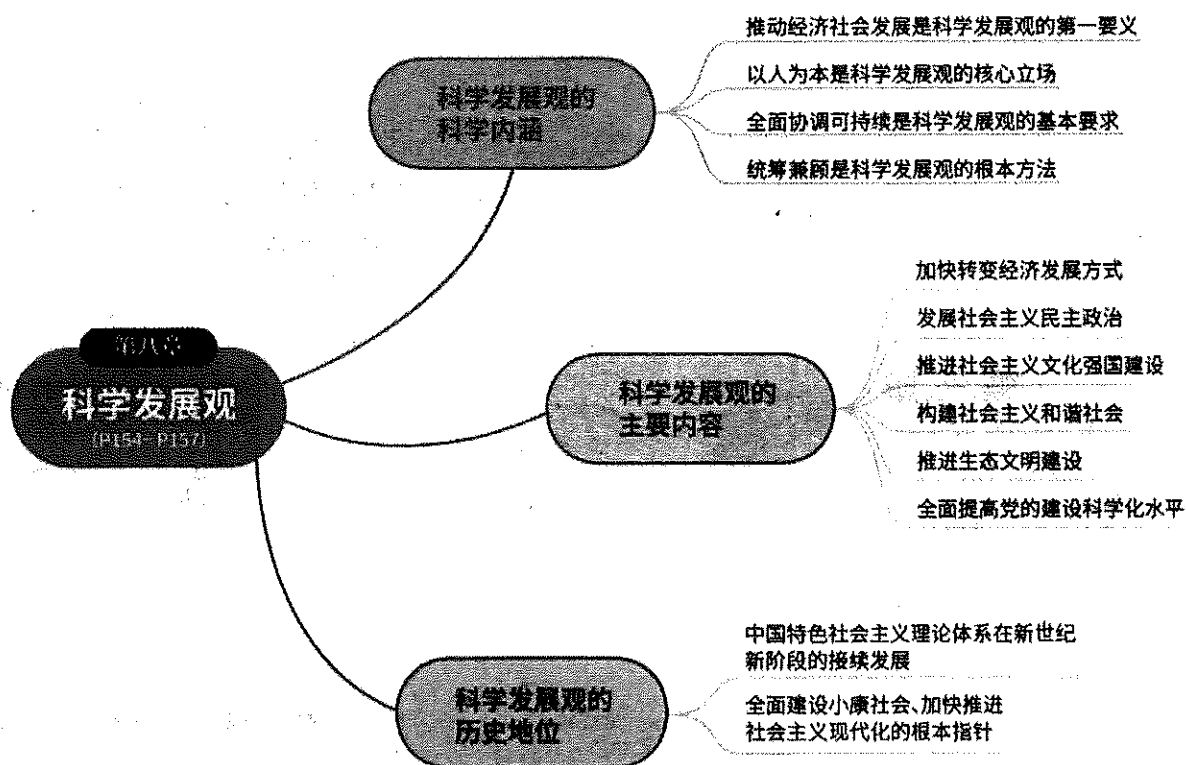 第八章
科学发展观
(P154-P157)
科学发展观的
科学内涵
推动经济社会发展是科学发展观的第一要义
以人为本是科学发展观的核心立场
全面协调可持续是科学发展观的基本要求
统筹兼顾是科学发展观的根本方法
科学发展观的
主要内容
加快转变经济发展方式
发展社会主义民主政治
推进社会主义文化强国建设
构建社会主义和谐社会
推进生态文明建设
全面提高党的建设科学化水平
科学发展观的
历史地位
中国特色社会主义理论体系在新世纪
新阶段的接续发展
全面建设小康社会、加快推进
社会主义现代化的根本指针